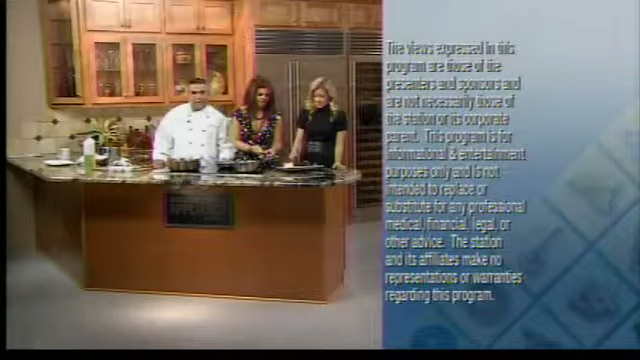 The views expressed in this
program are those of the
presenters and sponsors and
are not necessarily those of
the station or its corporate
parent. This program is for
informational & entertainment
purposes only and is not
intended to replace or
substitute for any professional
medical, financial, legal, or
other advice. The station
and its affiliates make no
representations or warranties
regarding this program.